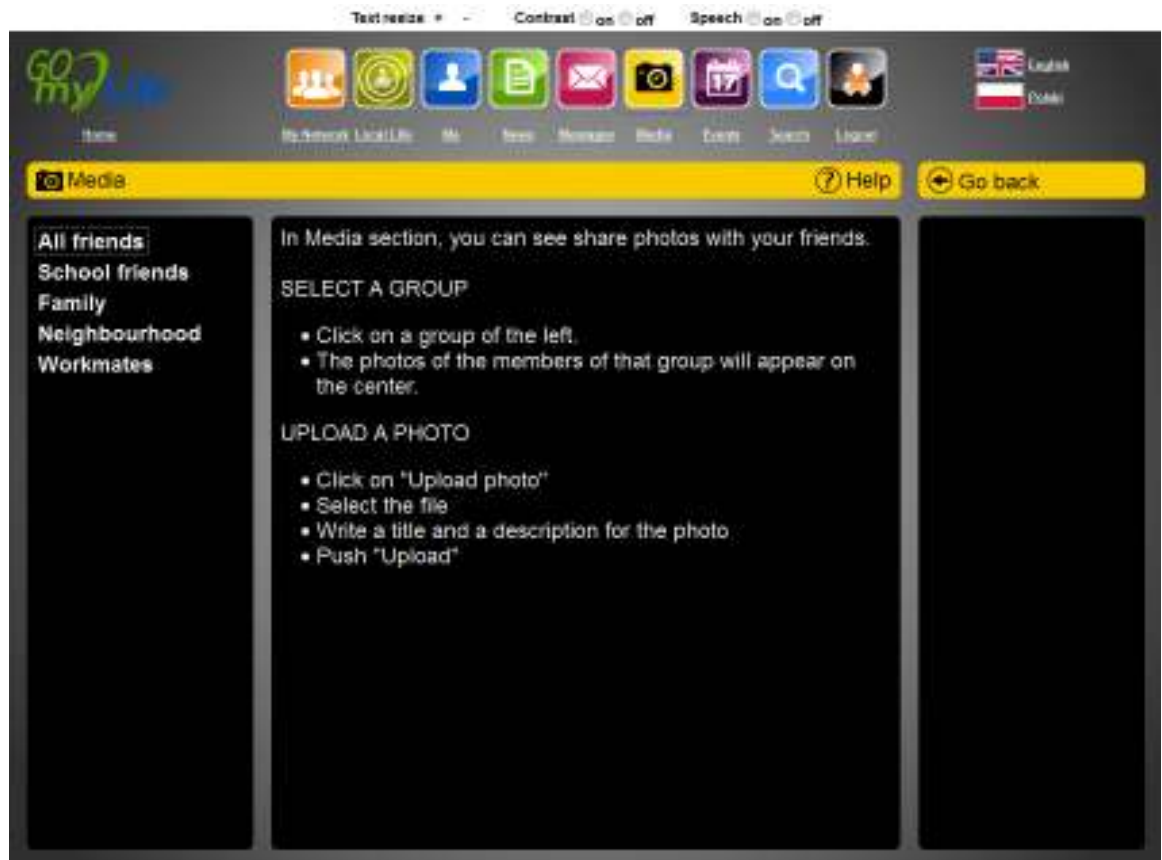 Text resize + -
Contrast on off
Speech on off
GO
my
Home
My Network
Local Life
Me
News
Messages
Media
Events
Search
Logout
17
English
Polski
Media
Help
Go back
All friends
School friends
Family
Neighbourhood
Workmates
In Media section, you can see share photos with your friends.
SELECT A GROUP
• Click on a group of the left.
• The photos of the members of that group will appear on
the center.
UPLOAD A PHOTO
• Click on "Upload photo"
• Select the file
• Write a title and a description for the photo
• Push "Upload"